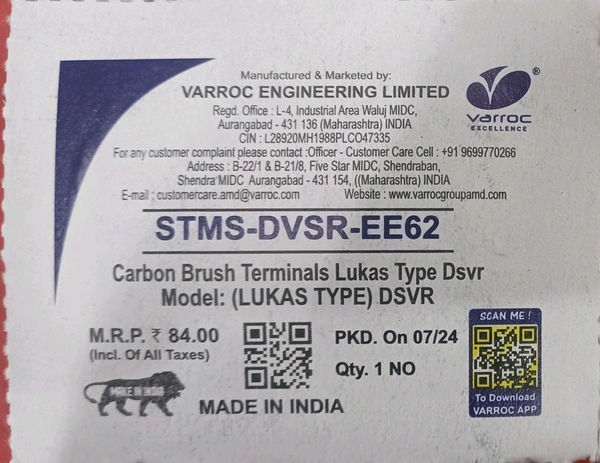 Manufactured & Marketed by:
VARROC ENGINEERING LIMITED
Regd. Office : L-4, Industrial Area Waluj MIDC,
Aurangabad - 431 136 (Maharashtra) INDIA
CIN : L28920MH1988PLCO47335
For any customer complaint please contact :Officer - Customer Care Cell : +91 9699770266
Address : B-22/1 & B-21/8, Five Star MIDC, Shendraban,
Shendra MIDC Aurangabad - 431 154, ((Maharashtra) INDIA
E-mail : customercare.amd@varroc.com Website : www.varrocgroupamd.com
varroc
EXCELLENCE
®
STMS-DVSR-EE62
Carbon Brush Terminals Lukas Type Dsvr
Model: (LUKAS TYPE) DSVR
M.R.P. ₹ 84.00
(Incl. Of All Taxes)
PKD. On 07/24
Qty. 1 NO
MAKE IN INDIA
MADE IN INDIA
SCAN ME !
To Download
VARROC APP